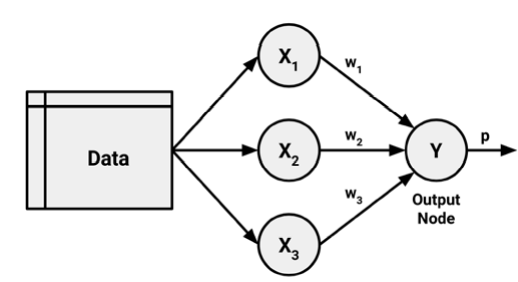 X₁
w₁
Data
X₂
w₂
Y
p
w₃
Output
Node
X₃